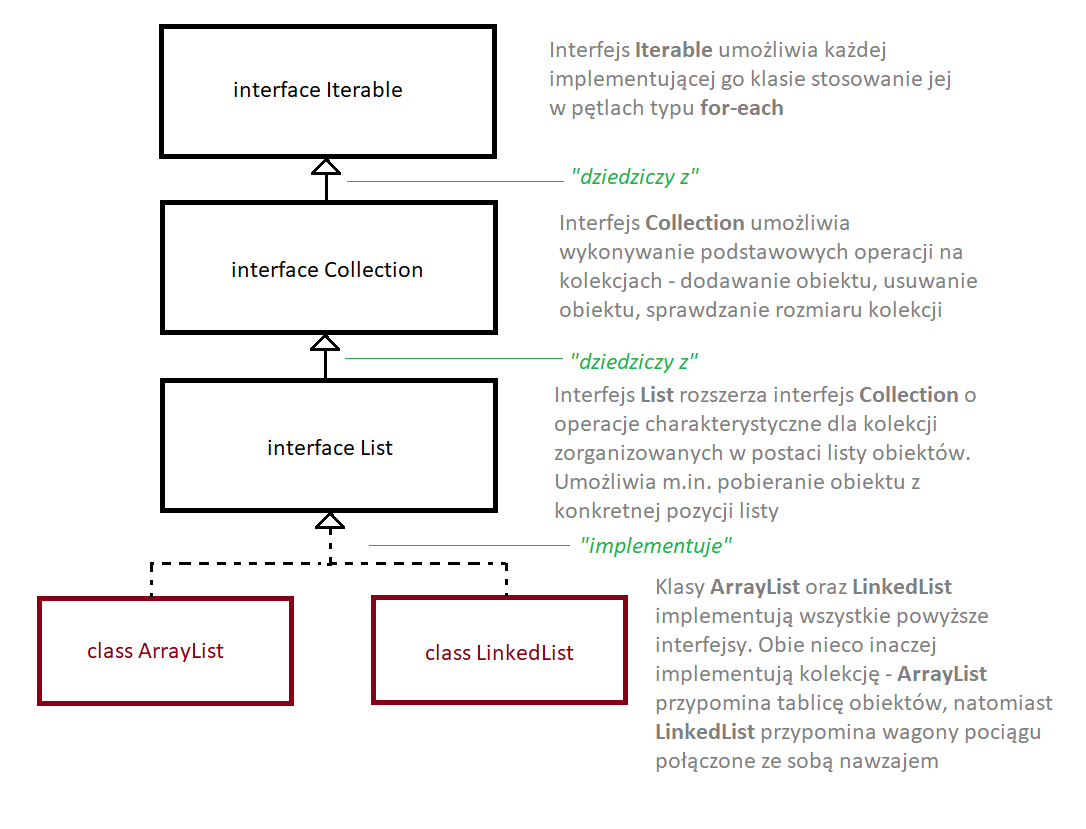 interface Iterable
Interfejs Iterable umożliwia każdej
implementującej go klasie stosowanie jej
w pętlach typu for-each
"dziedziczy z"
interface Collection
Interfejs Collection umożliwia
wykonywanie podstawowych operacji na
kolekcjach - dodawanie obiektu, usuwanie
obiektu, sprawdzanie rozmiaru kolekcji
"dziedziczy z"
interface List
Interfejs List rozszerza interfejs Collection o
operacje charakterystyczne dla kolekcji
zorganizowanych w postaci listy obiektów.
Umożliwia m.in. pobieranie obiektu z
konkretnej pozycji listy
"implementuje"
class ArrayList
class LinkedList
Klasy ArrayList oraz LinkedList
implementują wszystkie powyższe
interfejsy. Obie nieco inaczej
implementują kolekcję - ArrayList
przypomina tablicę obiektów, natomiast
LinkedList przypomina wagony pociągu
połączone ze sobą nawzajem